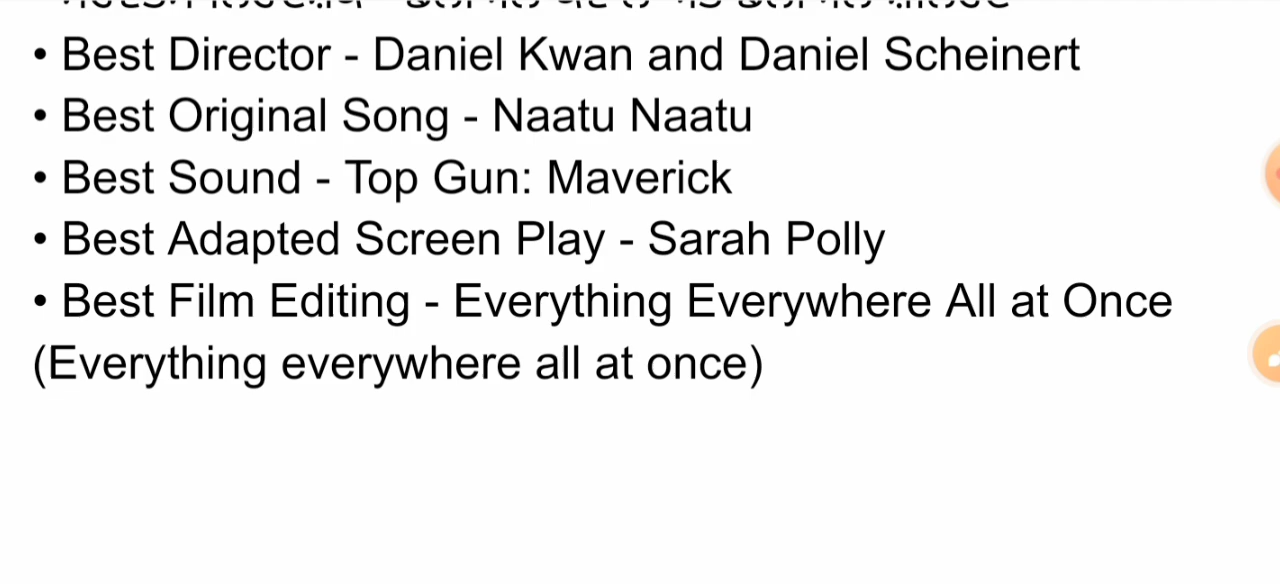 • Best Director - Daniel Kwan and Daniel Scheinert
• Best Original Song - Naatu Naatu
• Best Sound - Top Gun: Maverick
• Best Adapted Screen Play - Sarah Polly
• Best Film Editing - Everything Everywhere All at Once
(Everything everywhere all at once)